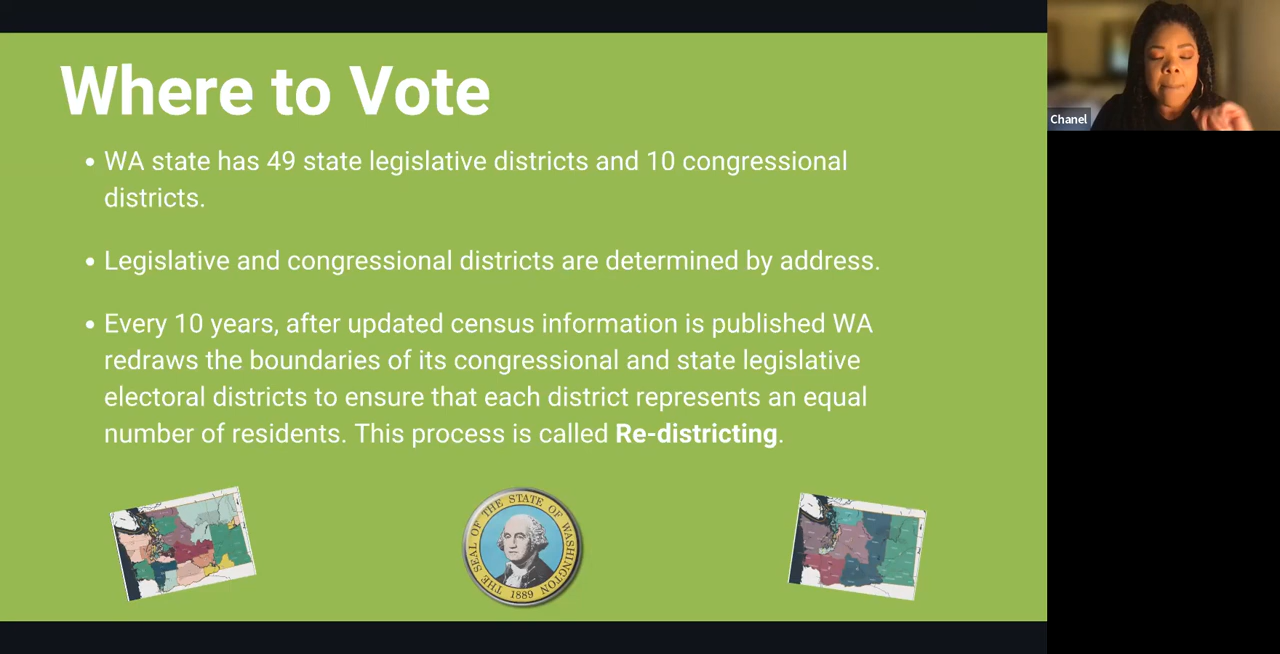 Where to Vote
• WA state has 49 state legislative districts and 10 congressional
districts.
• Legislative and congressional districts are determined by address.
• Every 10 years, after updated census information is published WA
redraws the boundaries of its congressional and state legislative
electoral districts to ensure that each district represents an equal
number of residents. This process is called Re-districting.
THE SEAL OF THE STATE OF WASHINGTON
1889
Chanel